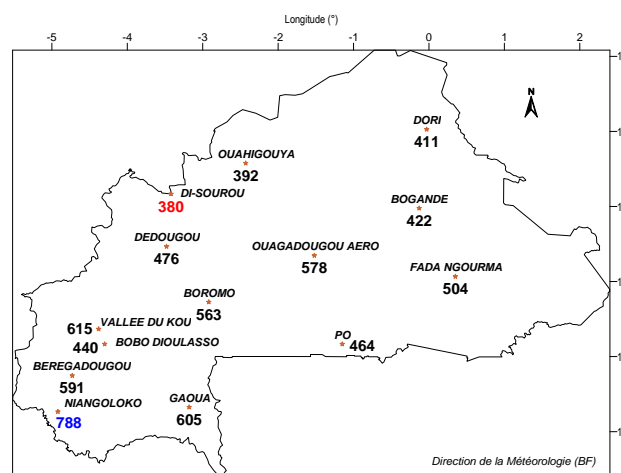 Longitude (°)
-5 -4 -3 -2 -1 0 1 2
N
DORI
411
OUAHIGOUYA
392
DI-SOUROU
380
BOGANDE
422
DEDOUGOU
476
OUAGADOUGOU AERO
578
FADA NGOURMA
504
BOROMO
563
615 VALLEE DU KOU
440 BOBO DIOULASSO
PO
464
BEREGADOUGOU
591
NIANGOLOKO
788
GAOUA
605
Direction de la Météorologie (BF)